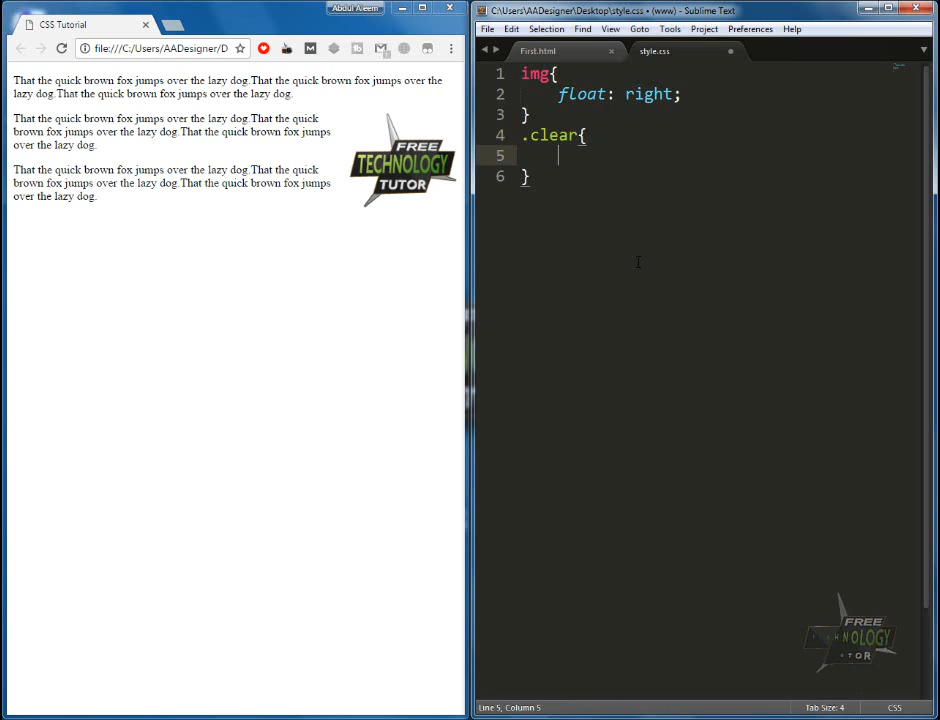 Abdul Aleem
CSS Tutorial
file:///C:/Users/AADesigner/D
That the quick brown fox jumps over the lazy dog.That the quick brown fox jumps over the
lazy dog.That the quick brown fox jumps over the lazy dog.
That the quick brown fox jumps over the lazy dog.That the quick
brown fox jumps over the lazy dog.That the quick brown fox jumps
over the lazy dog.
That the quick brown fox jumps over the lazy dog.That the quick
brown fox jumps over the lazy dog.That the quick brown fox jumps
over the lazy dog.
FREE
TECHNOLOGY
TUTOR
C:\Users\AADesigner\Desktop\style.css • (www) - Sublime Text
File Edit Selection Find View Goto Tools Project Preferences Help
First.html
style.css
1 img{
2 float: right;
3 }
4 .clear{
5
6 }
FREE
Line 5, Column 5
Tab Size: 4
CSS